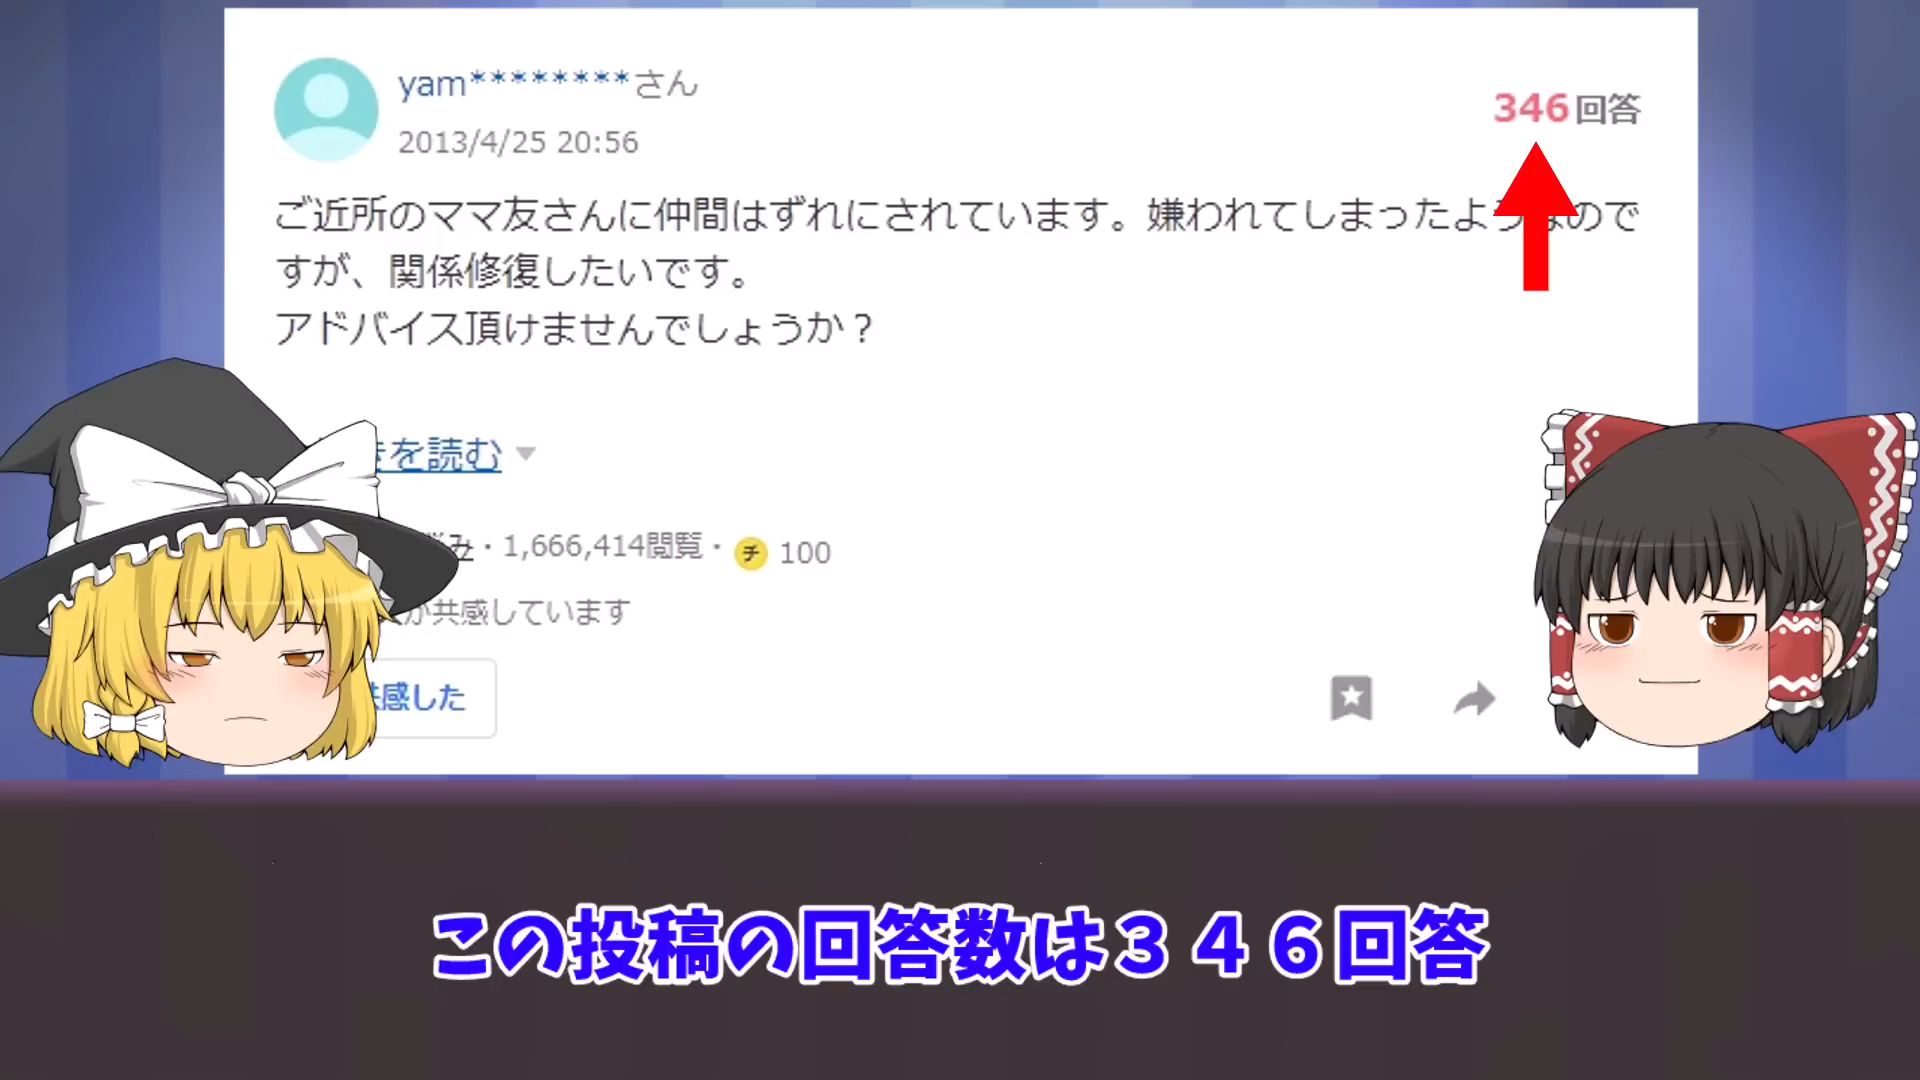 yam********さん
346回答
2013/4/25 20:56
ご近所のママ友さんに仲間はずれにされています。嫌われてしまったようなので
すが、関係修復したいです。
アドバイス頂けませんでしょうか？
を読む
み・1,666,414閲覧・チ 100
が共感しています
感した
この投稿の回答数は３４６回答